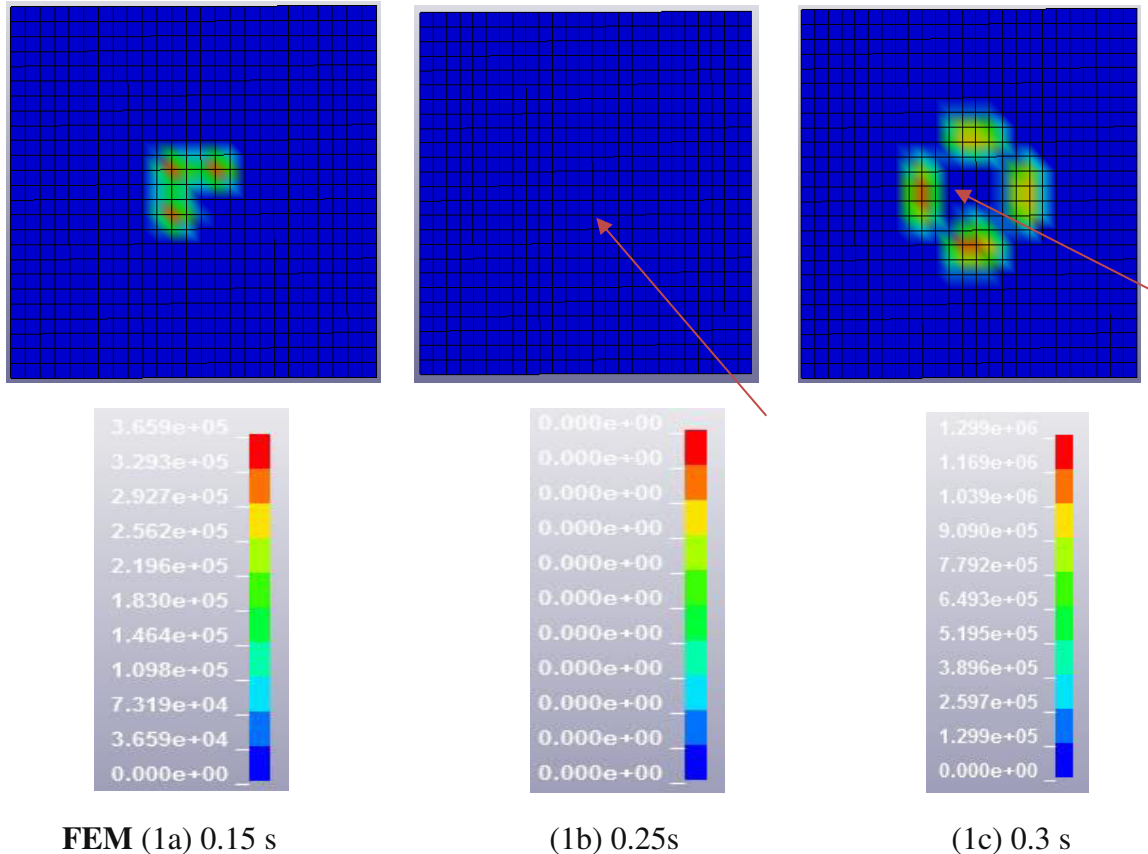 3.659e+05
3.293e+05
2.927e+05
2.562e+05
2.196e+05
1.830e+05
1.464e+05
1.098e+05
7.319e+04
3.659e+04
0.000e+00
0.000e+00
0.000e+00
0.000e+00
0.000e+00
0.000e+00
0.000e+00
0.000e+00
0.000e+00
0.000e+00
0.000e+00
0.000e+00
1.299e+06
1.169e+06
1.039e+06
9.090e+05
7.792e+05
6.493e+05
5.195e+05
3.896e+05
2.597e+05
1.299e+05
0.000e+00
FEM (1a) 0.15 s
(1b) 0.25s
(1c) 0.3 s